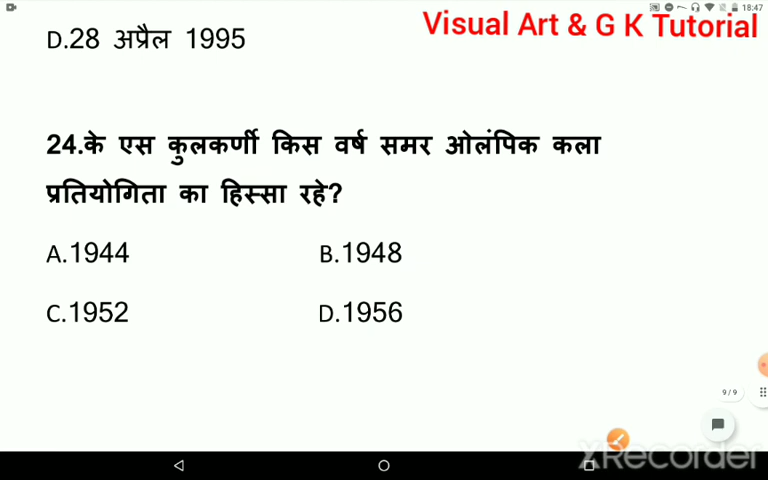 18:47
Visual Art & G K Tutorial
D.28 अप्रैल 1995
24.के एस कुलकर्णी किस वर्ष समर ओलंपिक कला
प्रतियोगिता का हिस्सा रहे?
A.1944 B.1948
C.1952 D.1956
9/9
XRecorder